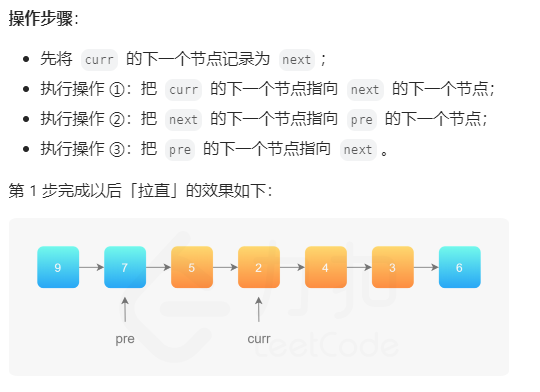 操作步骤：
先将 curr 的下一个节点记录为 next；
执行操作 ①：把 curr 的下一个节点指向 next 的下一个节点；
执行操作 ②：把 next 的下一个节点指向 pre 的下一个节点；
执行操作 ③：把 pre 的下一个节点指向 next。
第 1 步完成以后「拉直」的效果如下：
9 7 5 2 4 3 6
pre curr
力扣
LeetCode